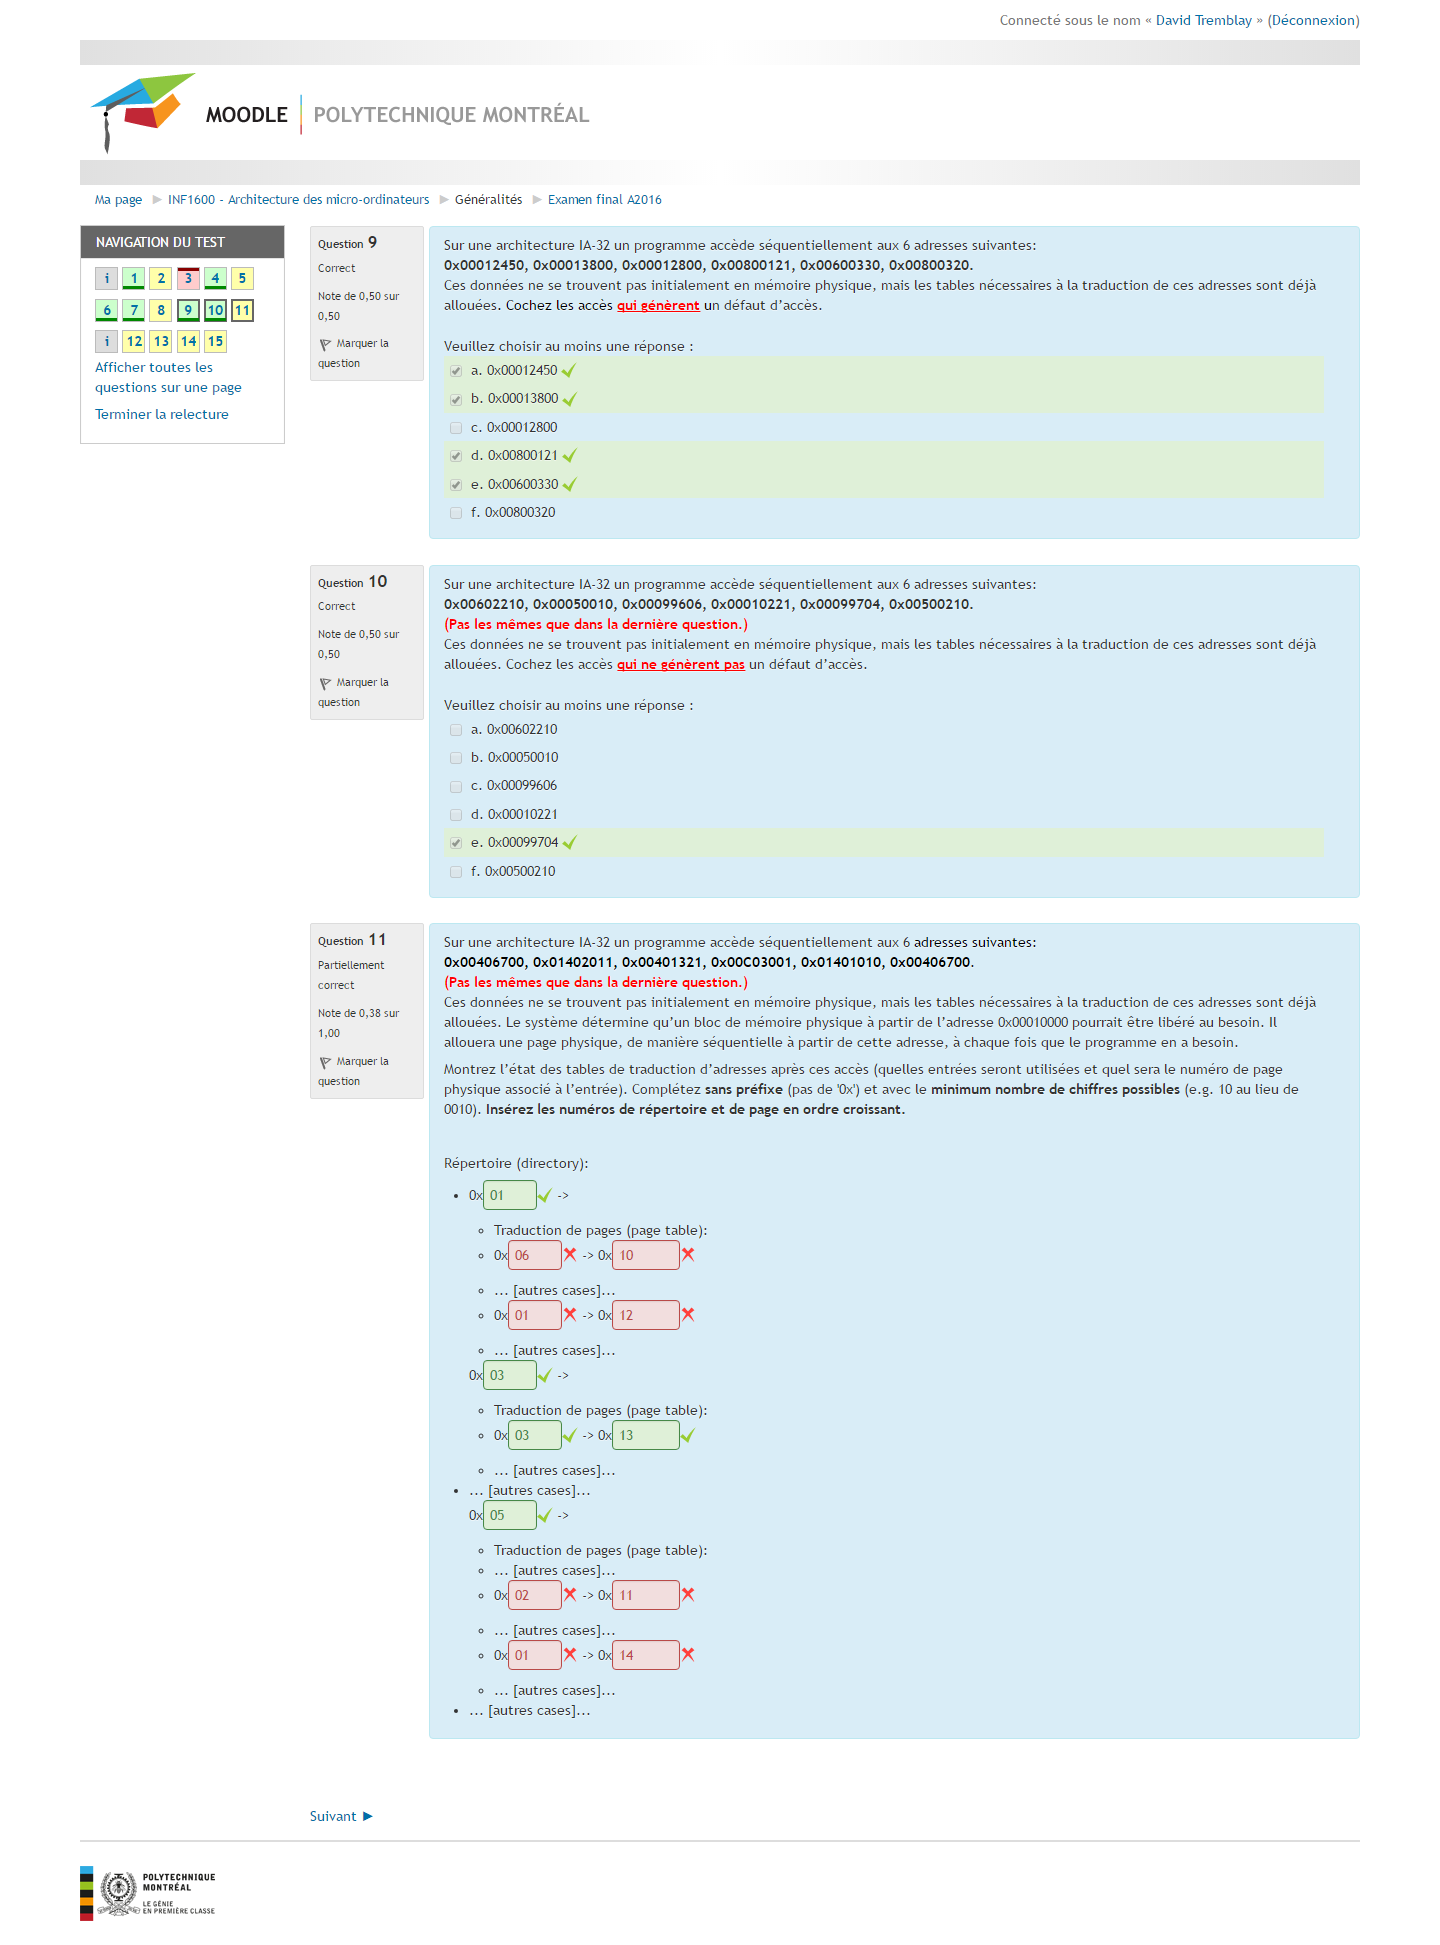 Connecté sous le nom « David Tremblay » (Déconnexion)
MOODLE | POLYTECHNIQUE MONTRÉAL
Ma page ► INF1600 - Architecture des micro-ordinateurs ► Généralités ► Examen final A2016
NAVIGATION DU TEST
i 1 2 3 4 5
6 7 8 9 10 11
i 12 13 14 15
Afficher toutes les
questions sur une page
Terminer la relecture
Question 9
Correct
Note de 0,50 sur
0,50
Marquer la
question
Sur une architecture IA-32 un programme accède séquentiellement aux 6 adresses suivantes:
0x00012450, 0x00013800, 0x00012800, 0x00800121, 0x00600330, 0x00800320.
Ces données ne se trouvent pas initialement en mémoire physique, mais les tables nécessaires à la traduction de ces adresses sont déjà
allouées. Cochez les accès qui génèrent un défaut d’accès.
Veuillez choisir au moins une réponse :
a. 0x00012450
b. 0x00013800
c. 0x00012800
d. 0x00800121
e. 0x00600330
f. 0x00800320
Question 10
Correct
Note de 0,50 sur
0,50
Marquer la
question
Sur une architecture IA-32 un programme accède séquentiellement aux 6 adresses suivantes:
0x00602210, 0x00050010, 0x00099606, 0x00010221, 0x00099704, 0x00500210.
(Pas les mêmes que dans la dernière question.)
Ces données ne se trouvent pas initialement en mémoire physique, mais les tables nécessaires à la traduction de ces adresses sont déjà
allouées. Cochez les accès qui ne génèrent pas un défaut d’accès.
Veuillez choisir au moins une réponse :
a. 0x00602210
b. 0x00050010
c. 0x00099606
d. 0x00010221
e. 0x00099704
f. 0x00500210
Question 11
Partiellement
correct
Note de 0,38 sur
1,00
Marquer la
question
Sur une architecture IA-32 un programme accède séquentiellement aux 6 adresses suivantes:
0x00406700, 0x01402011, 0x00401321, 0x00C03001, 0x01401010, 0x00406700.
(Pas les mêmes que dans la dernière question.)
Ces données ne se trouvent pas initialement en mémoire physique, mais les tables nécessaires à la traduction de ces adresses sont déjà
allouées. Le système détermine qu’un bloc de mémoire physique à partir de l’adresse 0x00010000 pourrait être libéré au besoin. Il
allouera une page physique, de manière séquentielle à partir de cette adresse, à chaque fois que le programme en a besoin.
Montrez l’état des tables de traduction d’adresses après ces accès (quelles entrées seront utilisées et quel sera le numéro de page
physique associé à l’entrée). Complétez sans préfixe (pas de '0x') et avec le minimum nombre de chiffres possibles (e.g. 10 au lieu de
0010). Insérez les numéros de répertoire et de page en ordre croissant.
Répertoire (directory):
0x 01 ->
Traduction de pages (page table):
0x 06 -> 0x 10
... [autres cases]...
0x 01 -> 0x 12
... [autres cases]...
0x 03 ->
Traduction de pages (page table):
0x 03 -> 0x 13
... [autres cases]...
... [autres cases]...
0x 05 ->
Traduction de pages (page table):
... [autres cases]...
0x 02 -> 0x 11
... [autres cases]...
0x 01 -> 0x 14
... [autres cases]...
... [autres cases]...
Suivant ►
POLYTECHNIQUE
MONTRÉAL
LE GÉNIE
EN PREMIÈRE CLASSE